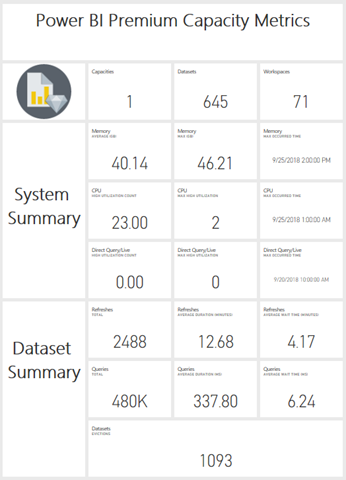 Power BI Premium Capacity Metrics
Capacities
1
Datasets
645
Workspaces
71
System
Summary
Memory
AVERAGE (GB)
40.14
Memory
MAX (GB)
46.21
Memory
MAX OCCURRED TIME
9/25/2018 2:00:00 PM
CPU
HIGH UTILIZATION COUNT
23.00
CPU
MAX HIGH UTILIZATION
2
CPU
MAX OCCURRED TIME
9/25/2018 1:00:00 AM
Direct Query/Live
HIGH UTILIZATION COUNT
0.00
Direct Query/Live
MAX HIGH UTILIZATION
0
Direct Query/Live
MAX OCCURRED TIME
9/20/2018 10:00:00 AM
Dataset
Summary
Refreshes
TOTAL
2488
Refreshes
AVERAGE DURATION (MINUTES)
12.68
Refreshes
AVERAGE WAIT TIME (MINUTES)
4.17
Queries
TOTAL
480K
Queries
AVERAGE DURATION (MS)
337.80
Queries
AVERAGE WAIT TIME (MS)
6.24
Datasets
EVICTIONS
1093